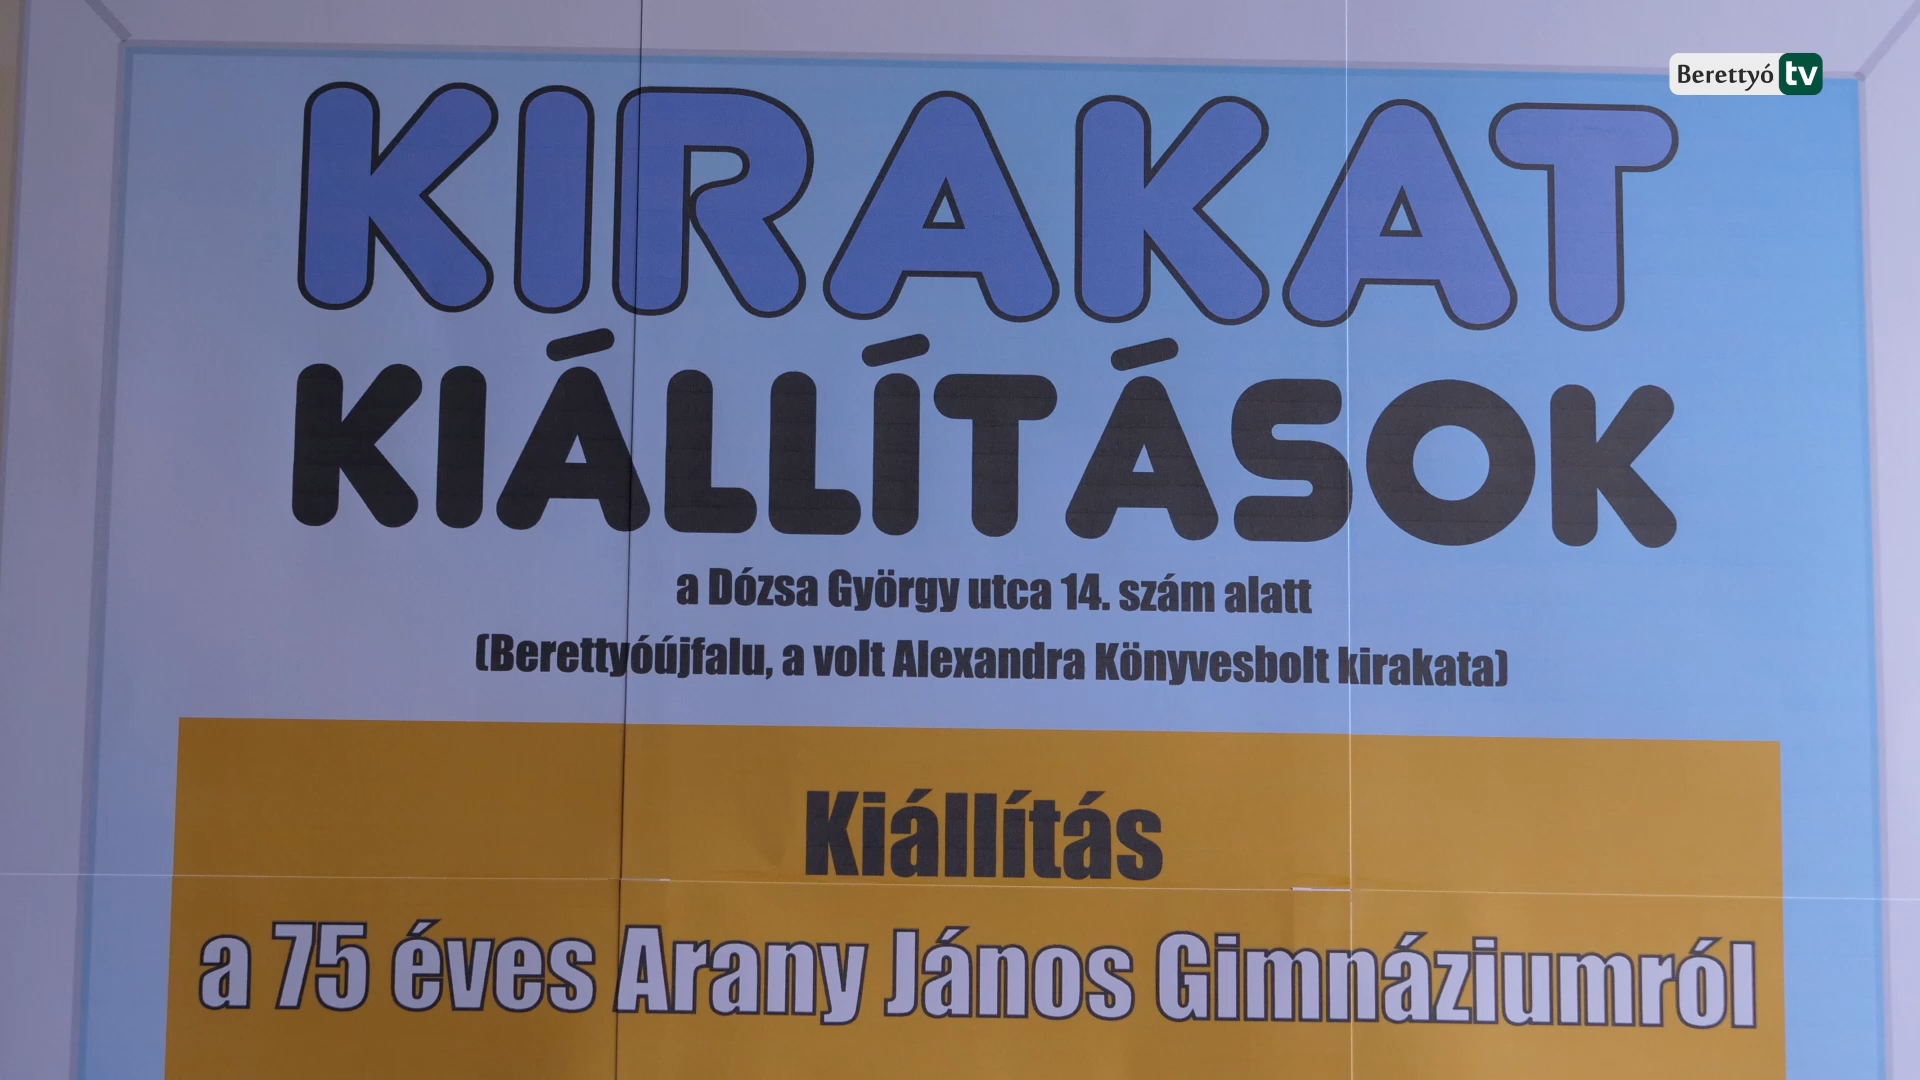 Berettyó tv
KIRAKAT
KIÁLLÍTÁSOK
a Dózsa György utca 14. szám alatt
(Berettyóújfalu, a volt Alexandra Könyvesbolt kirakata)
Kiállítás
a 75 éves Arany János Gimnáziumról